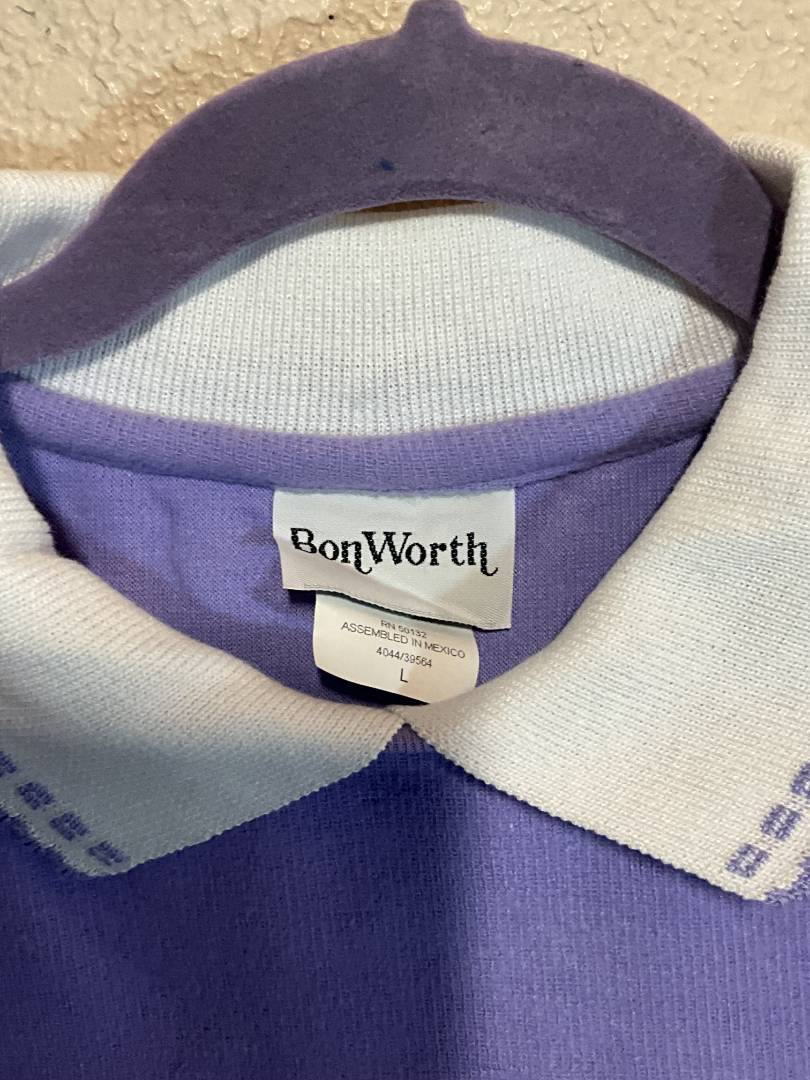 BonWorth
RN 50132
ASSEMBLED IN MEXICO
4044/39564
L